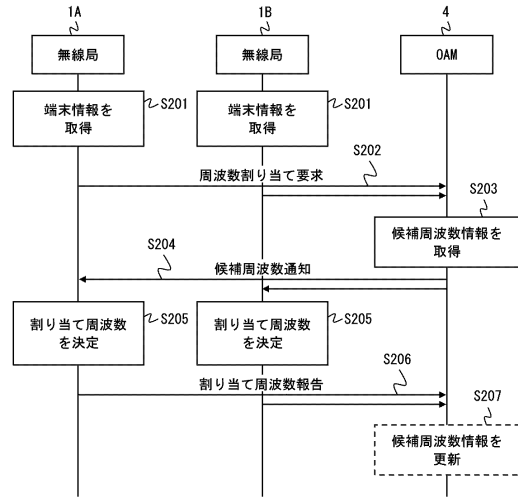 1A
1B
4
無線局
無線局
OAM
端末情報を
取得
S201
端末情報を
取得
S201
S202
周波数割り当て要求
S203
候補周波数情報を
取得
S204
候補周波数通知
割り当て周波数
を決定
S205
割り当て周波数
を決定
S205
S206
割り当て周波数報告
S207
候補周波数情報を
更新